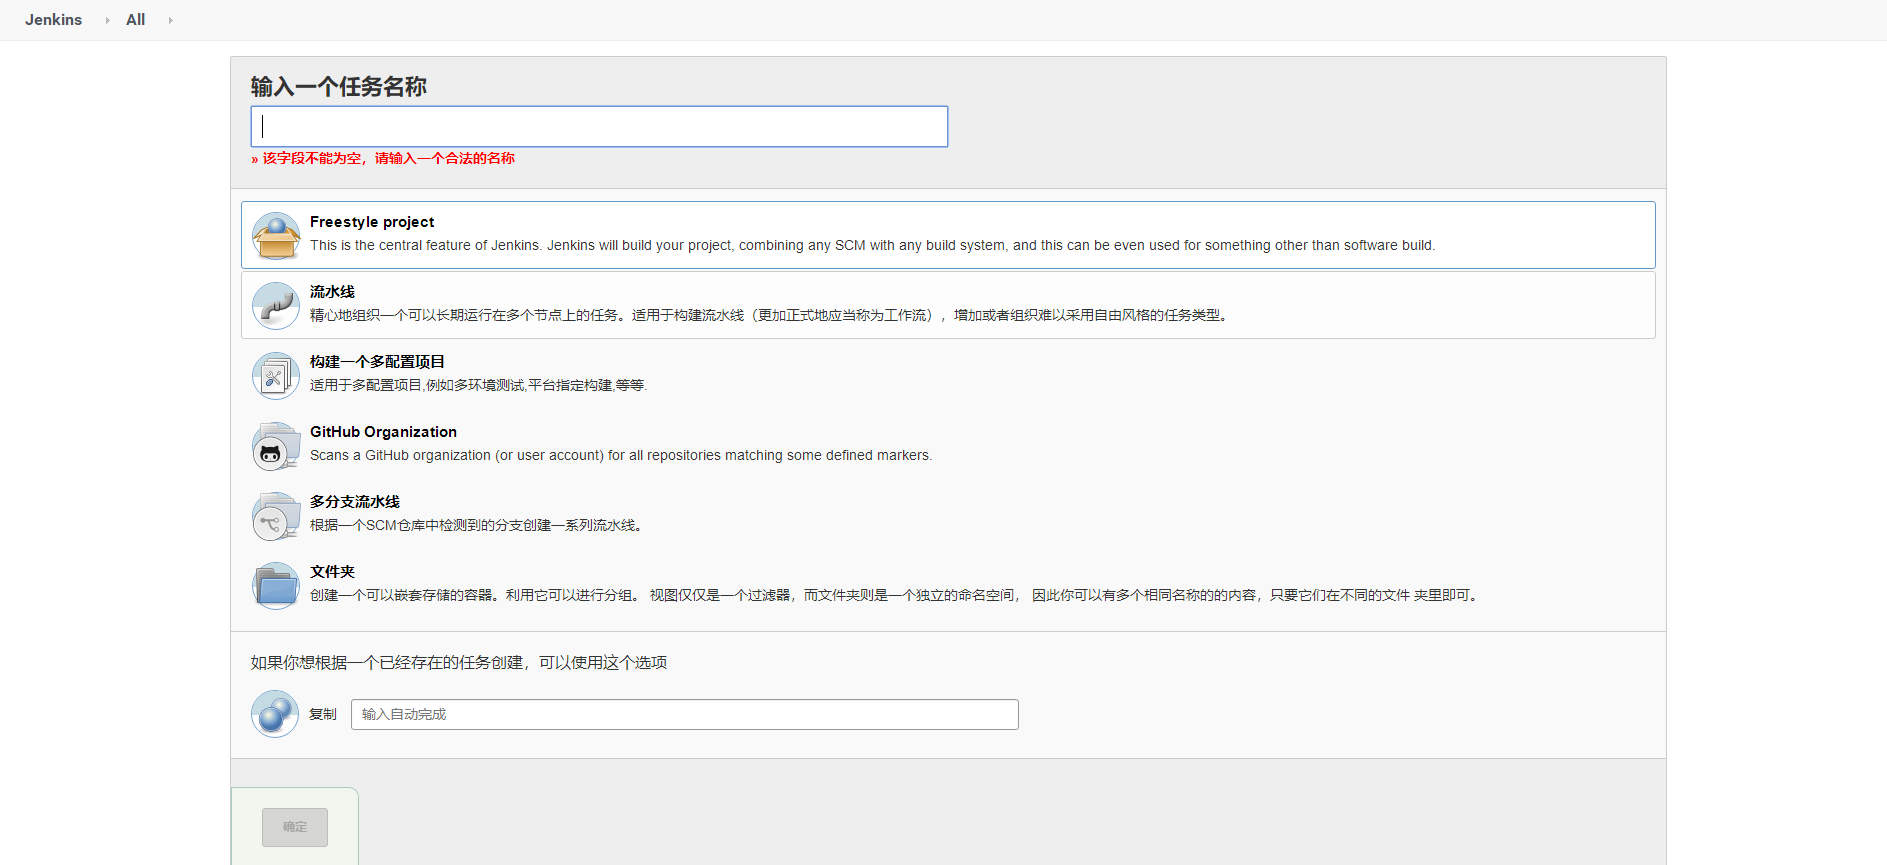 Jenkins All
输入一个任务名称
» 该字段不能为空，请输入一个合法的名称
Freestyle project
This is the central feature of Jenkins. Jenkins will build your project, combining any SCM with any build system, and this can be even used for something other than software build.
流水线
精心地组织一个可以长期运行在多个节点上的任务。适用于构建流水线（更加正式地应当称为工作流），增加或者组织难以采用自由风格的任务类型。
构建一个多配置项目
适用于多配置项目,例如多环境测试,平台指定构建,等等.
GitHub Organization
Scans a GitHub organization (or user account) for all repositories matching some defined markers.
多分支流水线
根据一个SCM仓库中检测到的分支创建一系列流水线。
文件夹
创建一个可以嵌套存储的容器。利用它可以进行分组。 视图仅仅是一个过滤器，而文件夹则是一个独立的命名空间， 因此你可以有多个相同名称的的内容，只要它们在不同的文件 夹里即可。
如果你想根据一个已经存在的任务创建，可以使用这个选项
复制 输入自动完成
确定